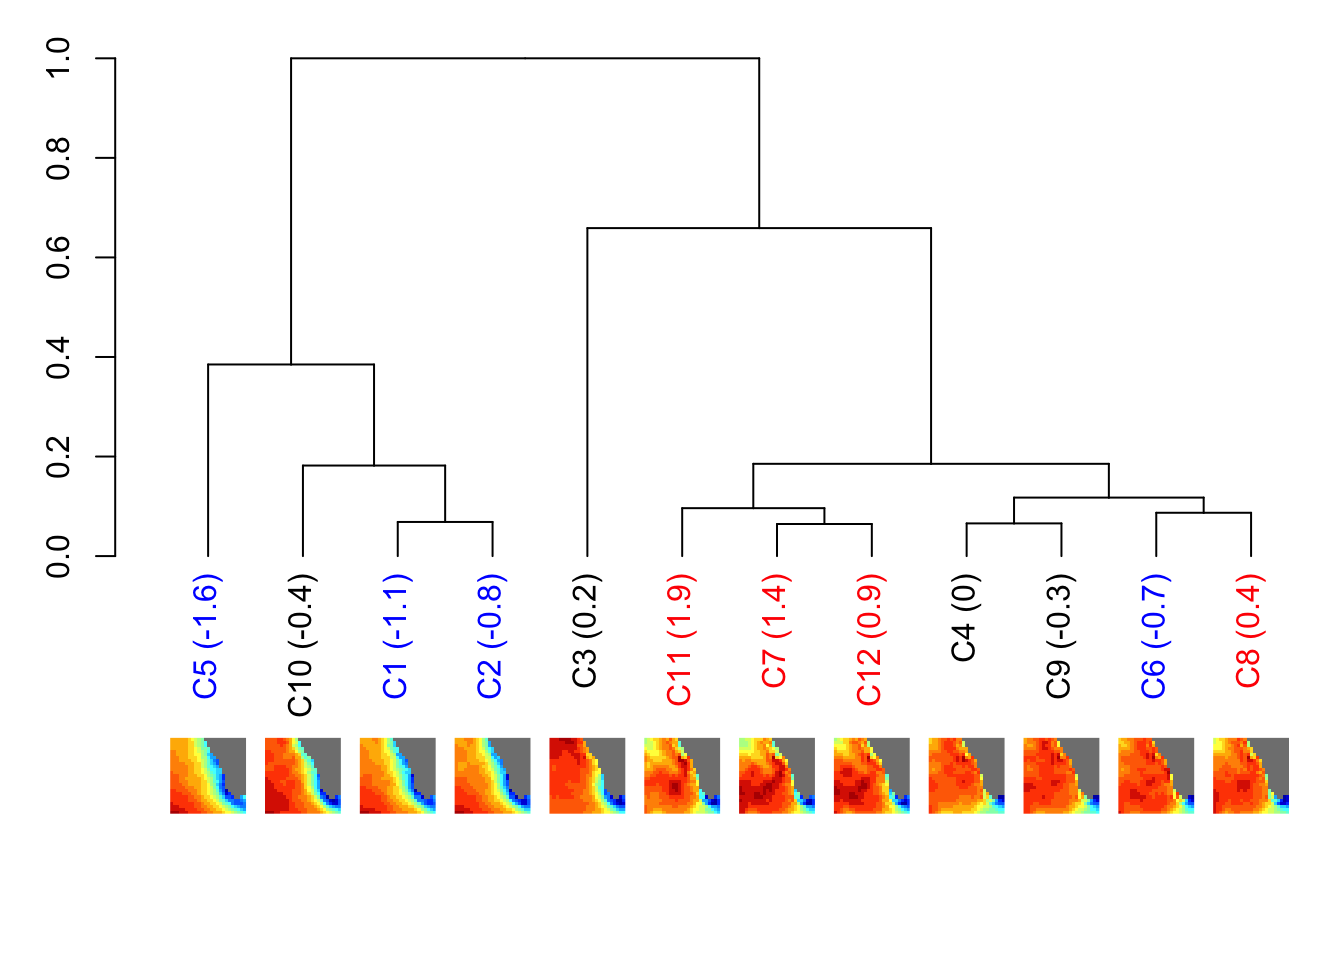 1.0
0.8
0.6
0.4
0.2
0.0
C5 (-1.6)
C10 (-0.4)
C1 (-1.1)
C2 (-0.8)
C3 (0.2)
C11 (1.9)
C7 (1.4)
C12 (0.9)
C4 (0)
C9 (-0.3)
C6 (-0.7)
C8 (0.4)